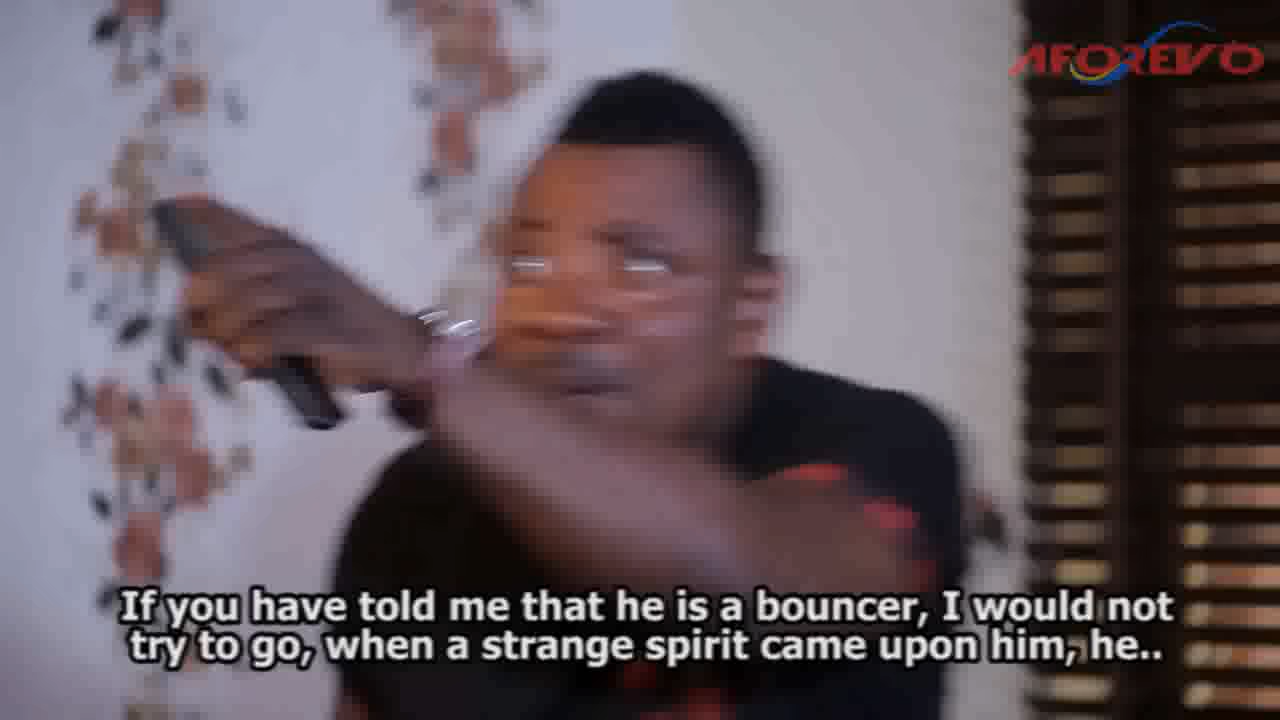 AFOREVO
If you have told me that he is a bouncer, I would not
try to go, when a strange spirit came upon him, he..